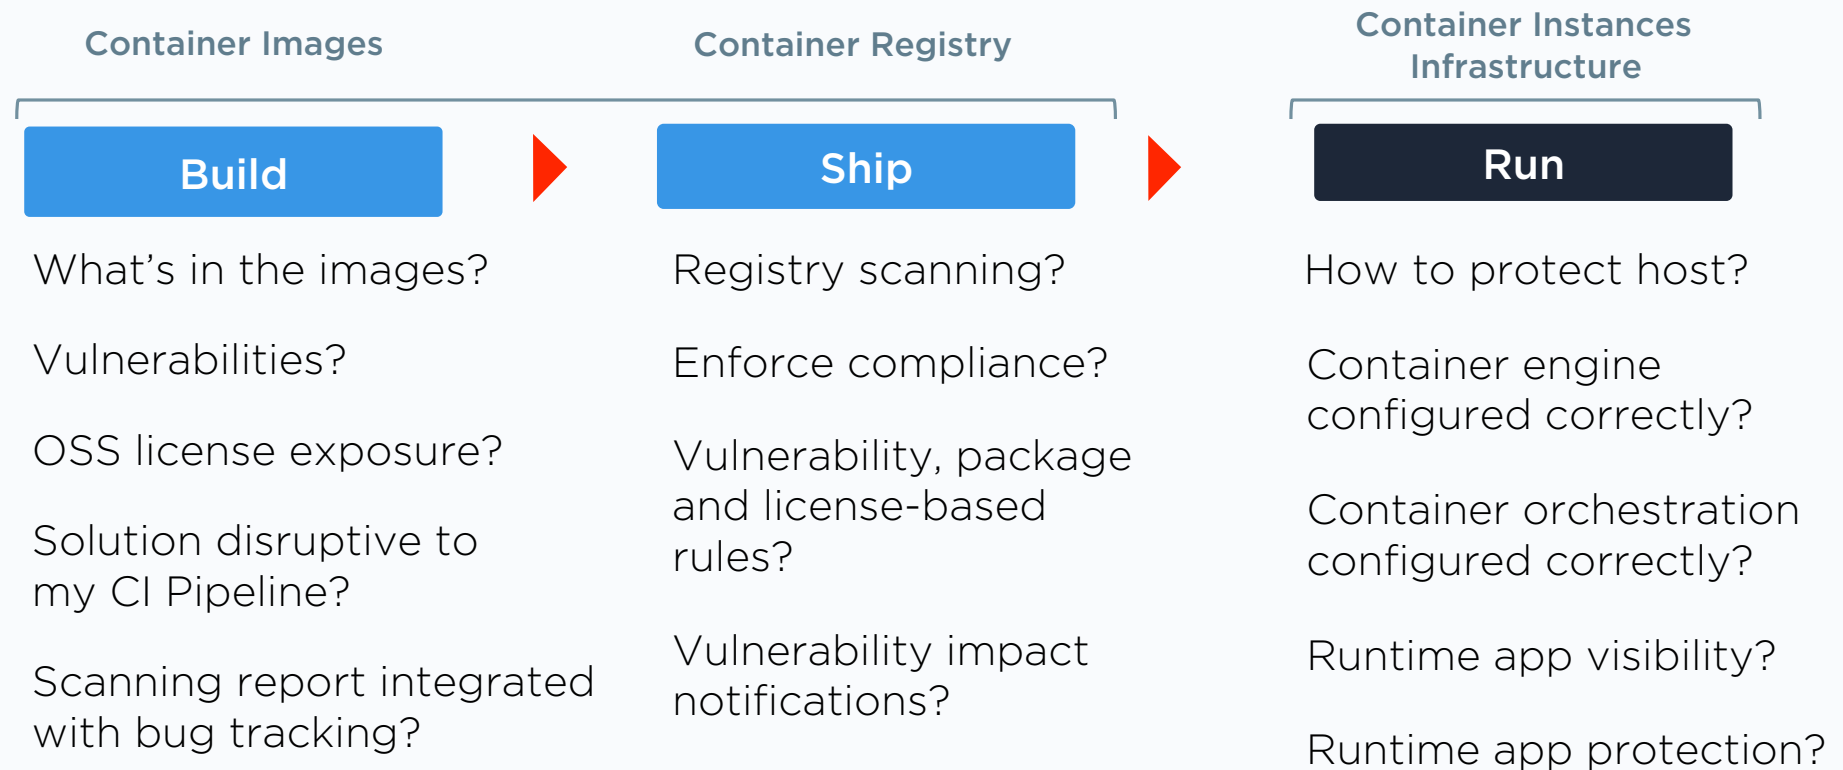 Container Images
Container Registry
Container Instances
Infrastructure
Build
Ship
Run
What's in the images?
Vulnerabilities?
OSS license exposure?
Solution disruptive to
my CI Pipeline?
Scanning report integrated
with bug tracking?
Registry scanning?
Enforce compliance?
Vulnerability, package
and license-based
rules?
Vulnerability impact
notifications?
How to protect host?
Container engine
configured correctly?
Container orchestration
configured correctly?
Runtime app visibility?
Runtime app protection?